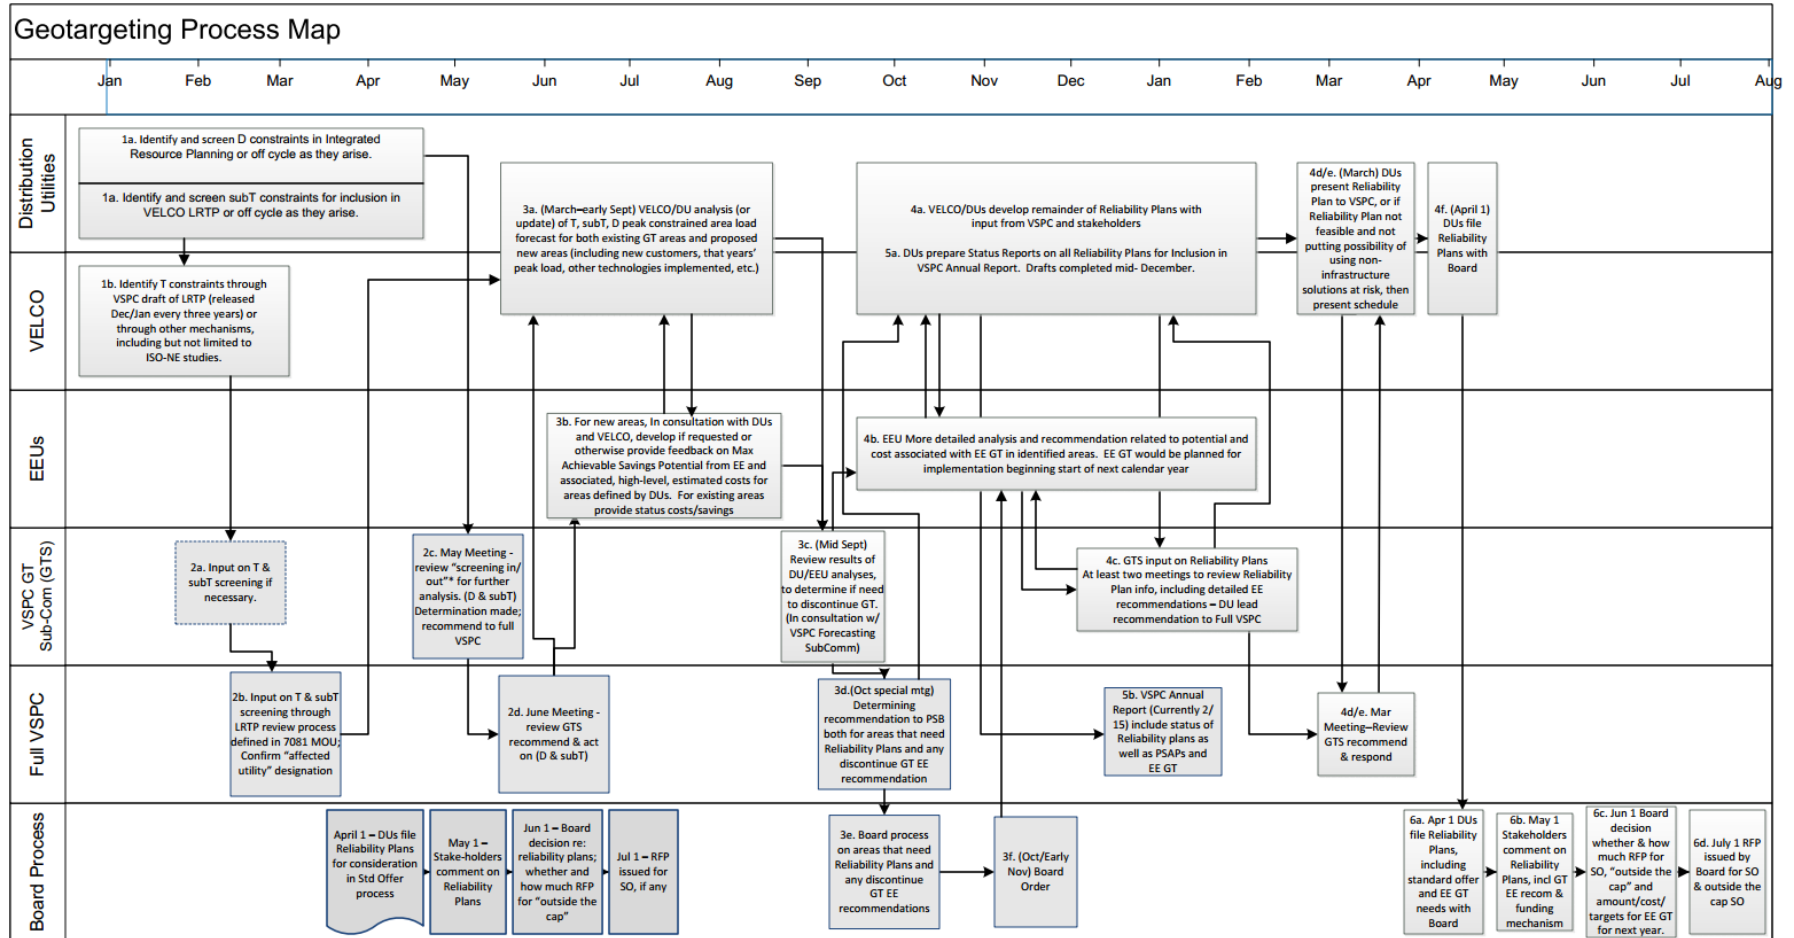 Geotargeting Process Map
Jan Feb Mar Apr May Jun Jul Aug Sep Oct Nov Dec Jan Feb Mar Apr May Jun Jul Aug
Distribution
Utilities
1a. Identify and screen D constraints in Integrated
Resource Planning or off cycle as they arise.
1a. Identify and screen subT constraints for inclusion in
VELCO LRTP or off cycle as they arise.
3a. (March–early Sept) VELCO/DU analysis (or
update) of T, subT, D peak constrained area load
forecast for both existing GT areas and proposed
new areas (including new customers, that years'
peak load, other technologies implemented, etc.)
4a. VELCO/DUs develop remainder of Reliability Plans with
input from VSPC and stakeholders
5a. DUs prepare Status Reports on all Reliability Plans for Inclusion in
VSPC Annual Report. Drafts completed mid- December.
4d/e. (March) DUs
present Reliability
Plan to VSPC, or if
Reliability Plan not
feasible and not
putting possibility of
using non-
infrastructure
solutions at risk, then
present schedule
4f. (April 1)
DUs file
Reliability
Plans with
Board
VELCO
1b. Identify T constraints through
VSPC draft of LRTP (released
Dec/Jan every three years) or
through other mechanisms,
including but not limited to
ISO-NE studies.
EEUs
3b. For new areas, In consultation with DUs
and VELCO, develop if requested or
otherwise provide feedback on Max
Achievable Savings Potential from EE and
associated, high-level, estimated costs for
areas defined by DUs. For existing areas
provide status costs/savings
4b. EEU More detailed analysis and recommendation related to potential and
cost associated with EE GT in identified areas. EE GT would be planned for
implementation beginning start of next calendar year
VSPC GT
Sub-Com (GTS)
2a. Input on T &
subT screening if
necessary.
2c. May Meeting -
review "screening in/
out"* for further
analysis. (D & subT)
Determination made;
recommend to full
VSPC
3c. (Mid Sept)
Review results of
DU/EEU analyses,
to determine if need
to discontinue GT.
(In consultation w/
VSPC Forecasting
SubComm)
4c. GTS input on Reliability Plans
At least two meetings to review Reliability
Plan info, including detailed EE
recommendations – DU lead
recommendation to Full VSPC
Full VSPC
2b. Input on T & subT
screening through
LRTP review process
defined in 7081 MOU;
Confirm "affected
utility" designation
2d. June Meeting -
review GTS
recommend & act
on (D & subT)
3d.(Oct special mtg)
Determining
recommendation to PSB
both for areas that need
Reliability Plans and any
discontinue GT EE
recommendation
5b. VSPC Annual
Report (Currently 2/
15) include status of
Reliability plans as
well as PSAPs and
EE GT
4d/e. Mar
Meeting–Review
GTS recommend
& respond
Board Process
April 1 – DUs file
Reliability Plans
for consideration
in Std Offer
process
May 1 –
Stake-holders
comment on
Reliability
Plans
Jun 1 – Board
decision re:
reliability plans;
whether and
how much RFP
for "outside the
cap"
Jul 1 – RFP
issued for
SO, if any
3e. Board process
on areas that need
Reliability Plans and
any discontinue
GT EE
recommendations
3f. (Oct/Early
Nov) Board
Order
6a. Apr 1 DUs
file Reliability
Plans,
including
standard offer
and EE GT
needs with
Board
6b. May 1
Stakeholders
comment on
Reliability
Plans, incl GT
EE recom &
funding
mechanism
6c. Jun 1 Board
decision
whether & how
much RFP for
SO, "outside the
cap" and
amount/cost/
targets for EE GT
for next year.
6d. July 1 RFP
issued by
Board for SO
& outside the
cap SO